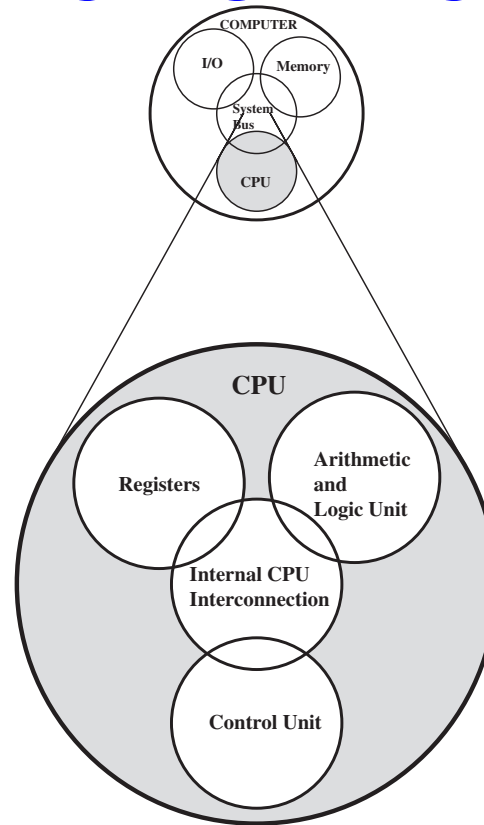 COMPUTER
I/O
Memory
System
Bus
CPU
CPU
Registers
Arithmetic
and
Logic Unit
Internal CPU
Interconnection
Control Unit